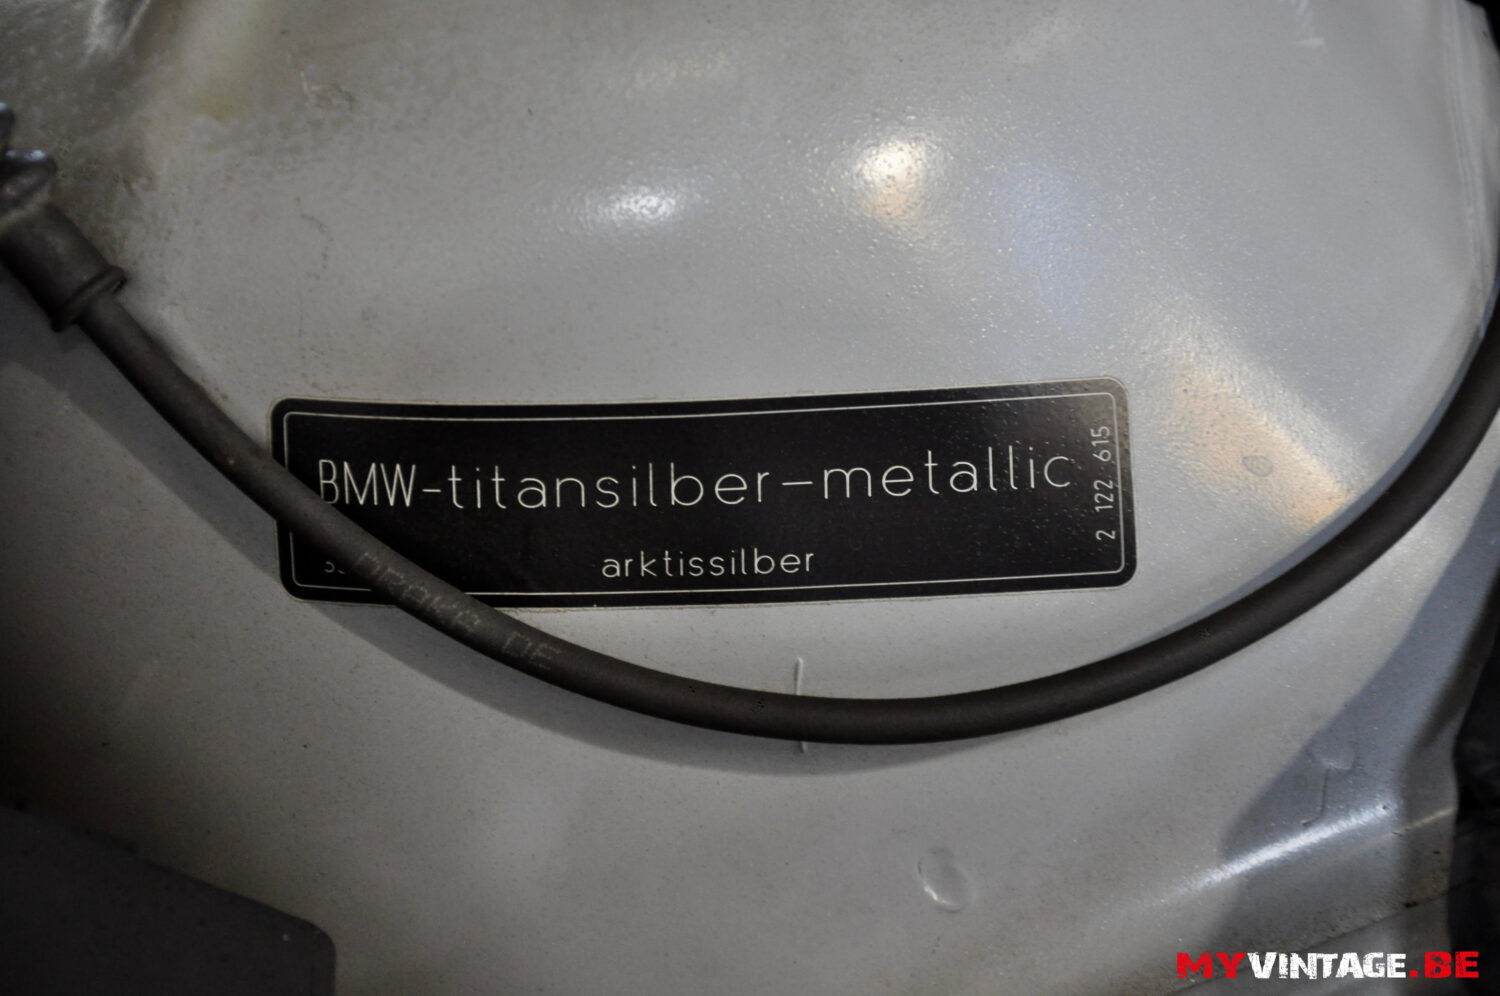 BMW-titansilber-metallic
arktissilber
2 122 615
MYVINTAGE.BE